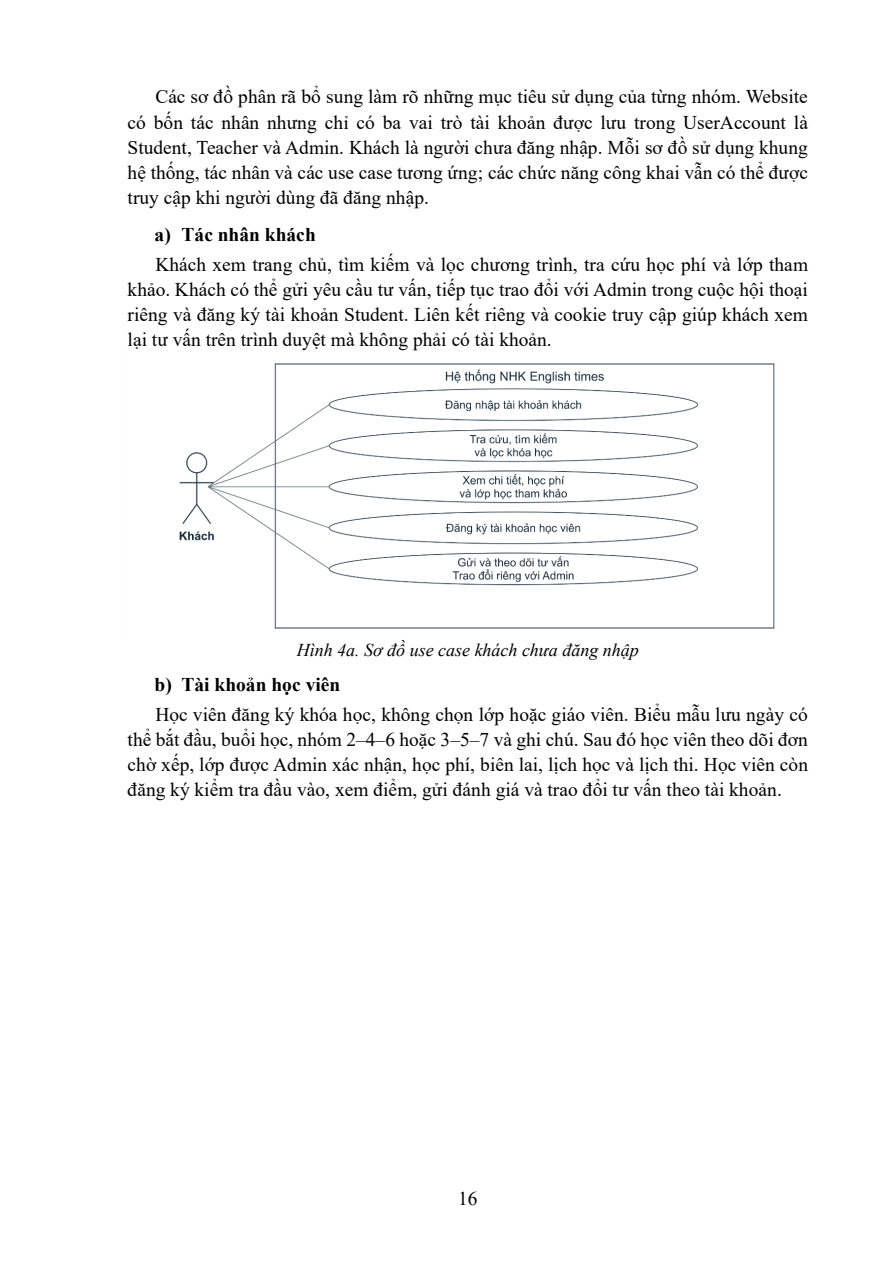 Các sơ đồ phân rã bổ sung làm rõ những mục tiêu sử dụng của từng nhóm. Website
có bốn tác nhân nhưng chỉ có ba vai trò tài khoản được lưu trong UserAccount là
Student, Teacher và Admin. Khách là người chưa đăng nhập. Mỗi sơ đồ sử dụng khung
hệ thống, tác nhân và các use case tương ứng; các chức năng công khai vẫn có thể được
truy cập khi người dùng đã đăng nhập.
a) Tác nhân khách
Khách xem trang chủ, tìm kiếm và lọc chương trình, tra cứu học phí và lớp tham
khảo. Khách có thể gửi yêu cầu tư vấn, tiếp tục trao đổi với Admin trong cuộc hội thoại
riêng và đăng ký tài khoản Student. Liên kết riêng và cookie truy cập giúp khách xem
lại tư vấn trên trình duyệt mà không phải có tài khoản.
Hệ thống NHK English times
Đăng nhập tài khoản khách
Tra cứu, tìm kiếm
và lọc khóa học
Xem chi tiết, học phí
và lớp học tham khảo
Đăng ký tài khoản học viên
Gửi và theo dõi tư vấn
Trao đổi riêng với Admin
Khách
Hình 4a. Sơ đồ use case khách chưa đăng nhập
b) Tài khoản học viên
Học viên đăng ký khóa học, không chọn lớp hoặc giáo viên. Biểu mẫu lưu ngày có
thể bắt đầu, buổi học, nhóm 2–4–6 hoặc 3–5–7 và ghi chú. Sau đó học viên theo dõi đơn
chờ xếp, lớp được Admin xác nhận, học phí, biên lai, lịch học và lịch thi. Học viên còn
đăng ký kiểm tra đầu vào, xem điểm, gửi đánh giá và trao đổi tư vấn theo tài khoản.
16